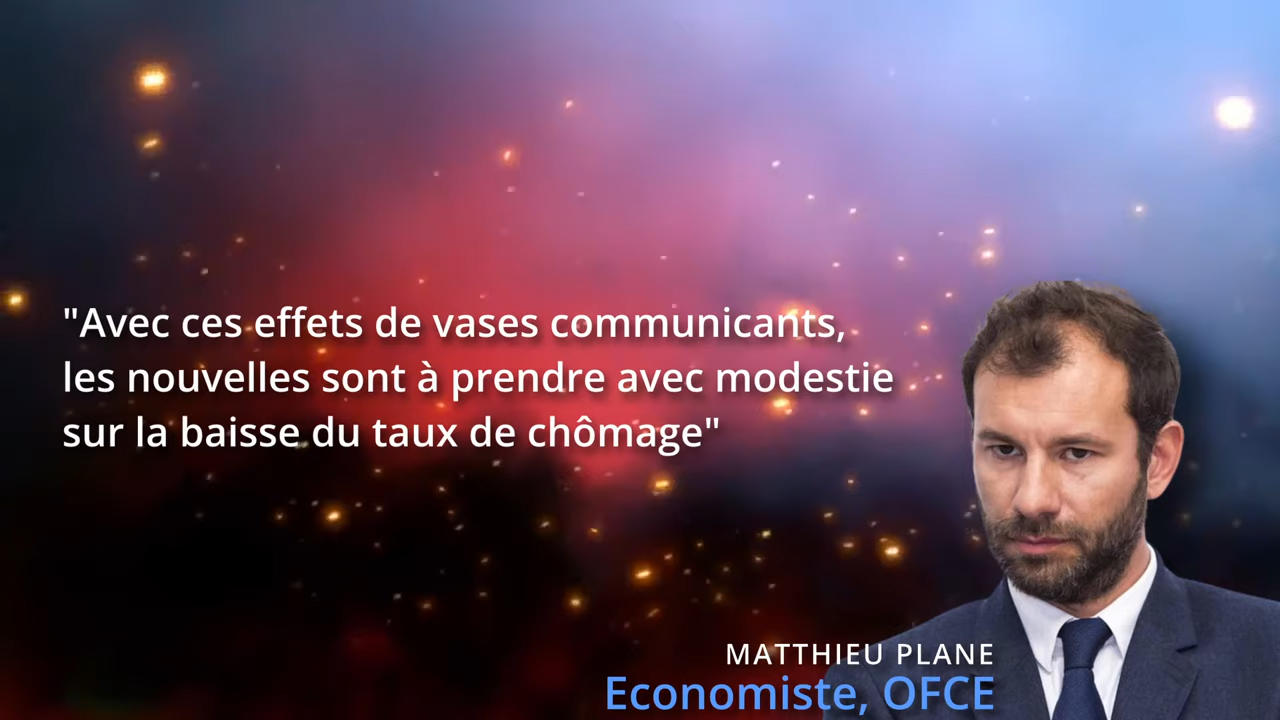 "Avec ces effets de vases communicants,
les nouvelles sont à prendre avec modestie
sur la baisse du taux de chômage"
MATTHIEU PLANE
Economiste, OFCE